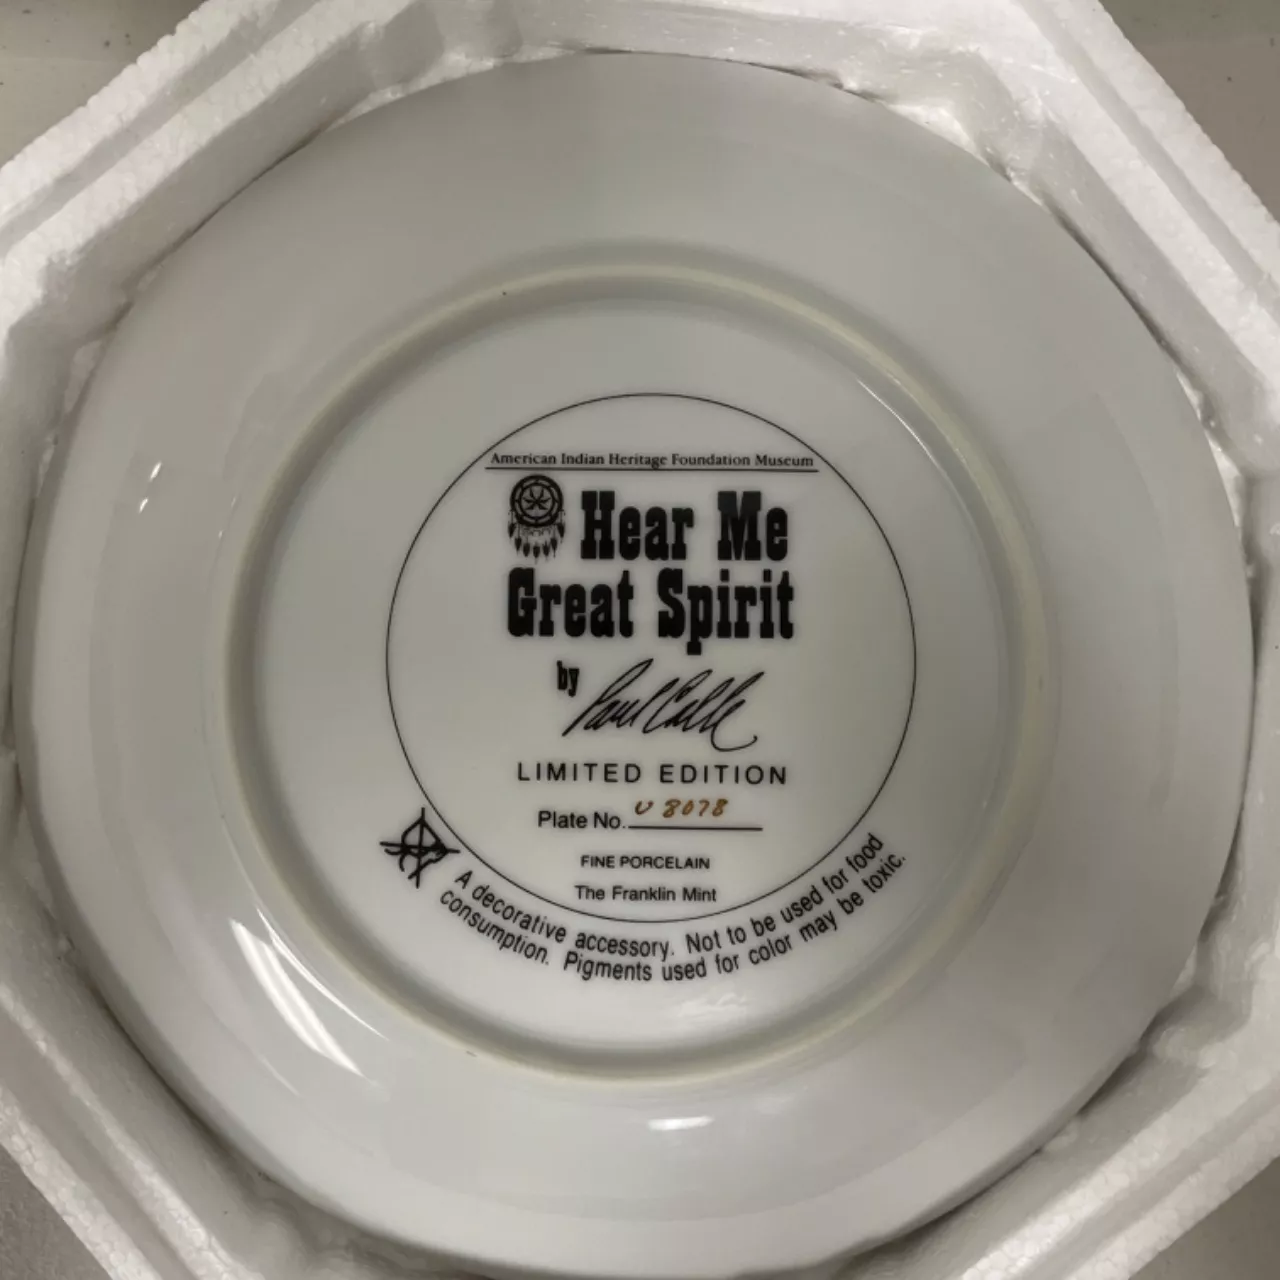 American Indian Heritage Foundation Museum
Hear Me
Great Spirit
by Paul Calle
LIMITED EDITION
Plate No. U 8078
FINE PORCELAIN
The Franklin Mint
A decorative accessory. Not to be used for food
consumption. Pigments used for color may be toxic.